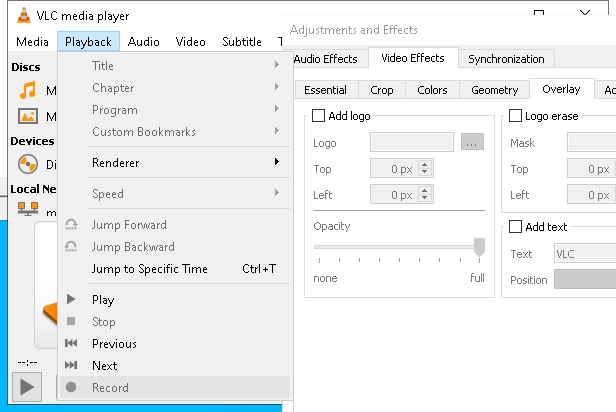 VLC media player
Media Playback Audio Video Subtitle
Discs
Devices
Local Ne
--:--
Title
Chapter
Program
Custom Bookmarks
Renderer
Speed
Jump Forward
Jump Backward
Jump to Specific Time Ctrl+T
Play
Stop
Previous
Next
Record
Adjustments and Effects
Audio Effects Video Effects Synchronization
Essential Crop Colors Geometry Overlay
Add logo
Logo ...
Top 0 px
Left 0 px
Opacity
none full
Logo erase
Mask
Top 0 px
Left 0 px
Add text
Text VLC
Position